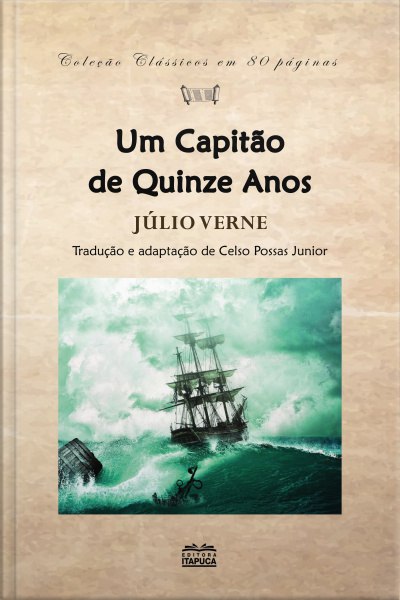 Coleção Clássicos em 80 páginas
Um Capitão
de Quinze Anos
JÚLIO VERNE
Tradução e adaptação de Celso Possas Junior
EDITORA
ITAPUCA